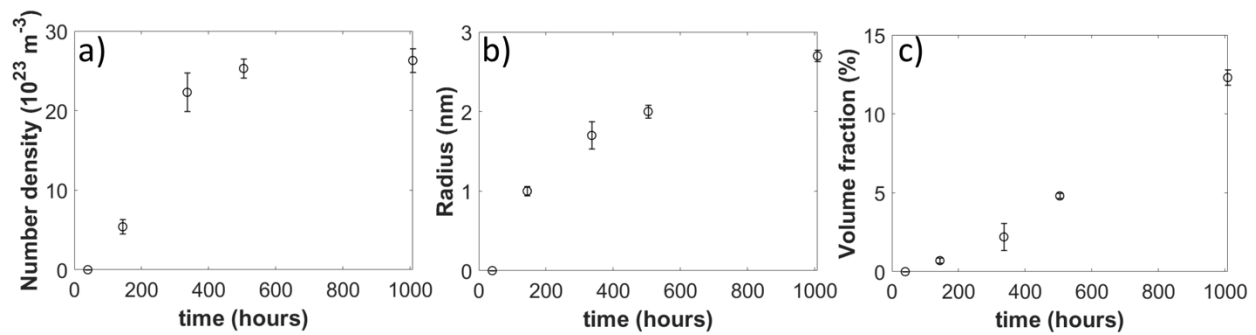 a)
Number density (10²³ m⁻³)
30
20
10
0
0 200 400 600 800 1000
time (hours)
b)
Radius (nm)
3
2
1
0
0 200 400 600 800 1000
time (hours)
c)
Volume fraction (%)
15
10
5
0
0 200 400 600 800 1000
time (hours)